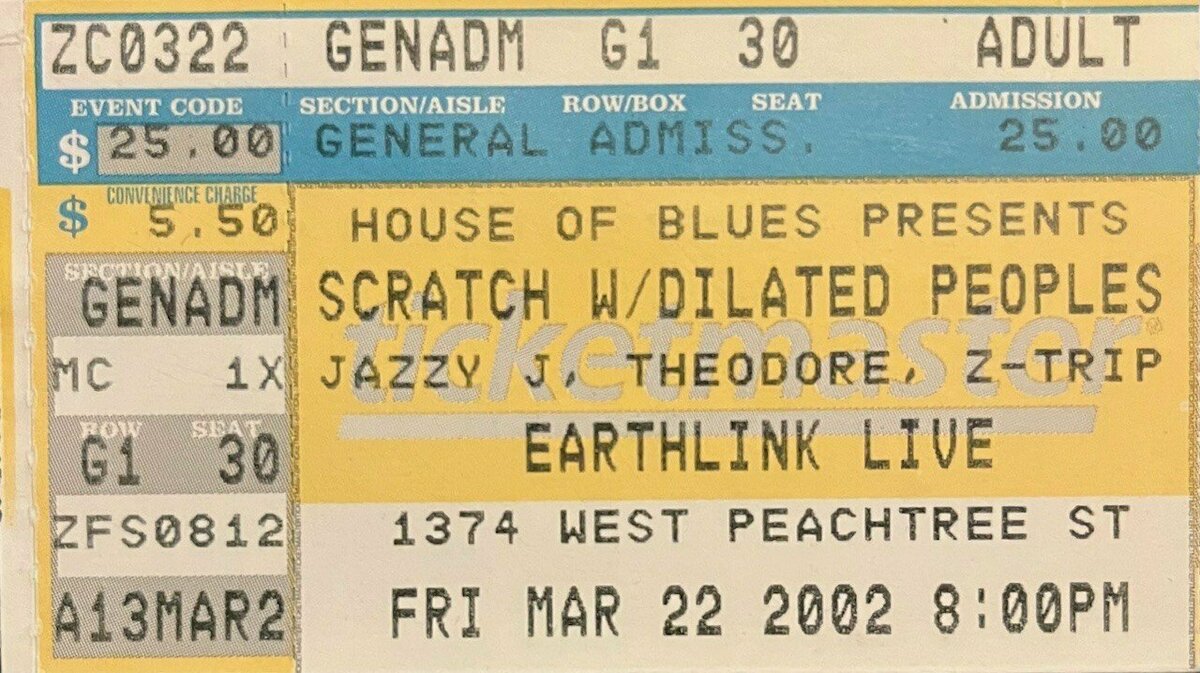 ZC0322 GENADM G1 30 ADULT
EVENT CODE SECTION/AISLE ROW/BOX SEAT ADMISSION
$ 25.00 GENERAL ADMISS. 25.00
CONVENIENCE CHARGE
$ 5.50
SECTION/AISLE
GENADM
MC 1X
ROW SEAT
G1 30
ZFS0812
A13MAR2
HOUSE OF BLUES PRESENTS
SCRATCH W/DILATED PEOPLES
ticketmaster
JAZZY J, THEODORE, Z-TRIP
EARTHLINK LIVE
1374 WEST PEACHTREE ST
FRI MAR 22 2002 8:00PM